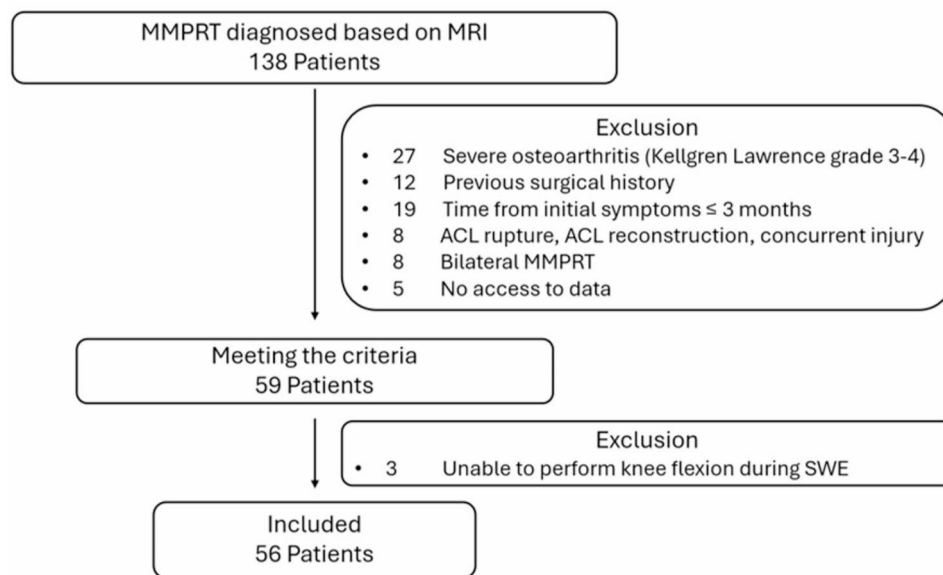 MMPRT diagnosed based on MRI
138 Patients
Exclusion
• 27 Severe osteoarthritis (Kellgren Lawrence grade 3-4)
• 12 Previous surgical history
• 19 Time from initial symptoms ≤ 3 months
• 8 ACL rupture, ACL reconstruction, concurrent injury
• 8 Bilateral MMPRT
• 5 No access to data
Meeting the criteria
59 Patients
Exclusion
• 3 Unable to perform knee flexion during SWE
Included
56 Patients